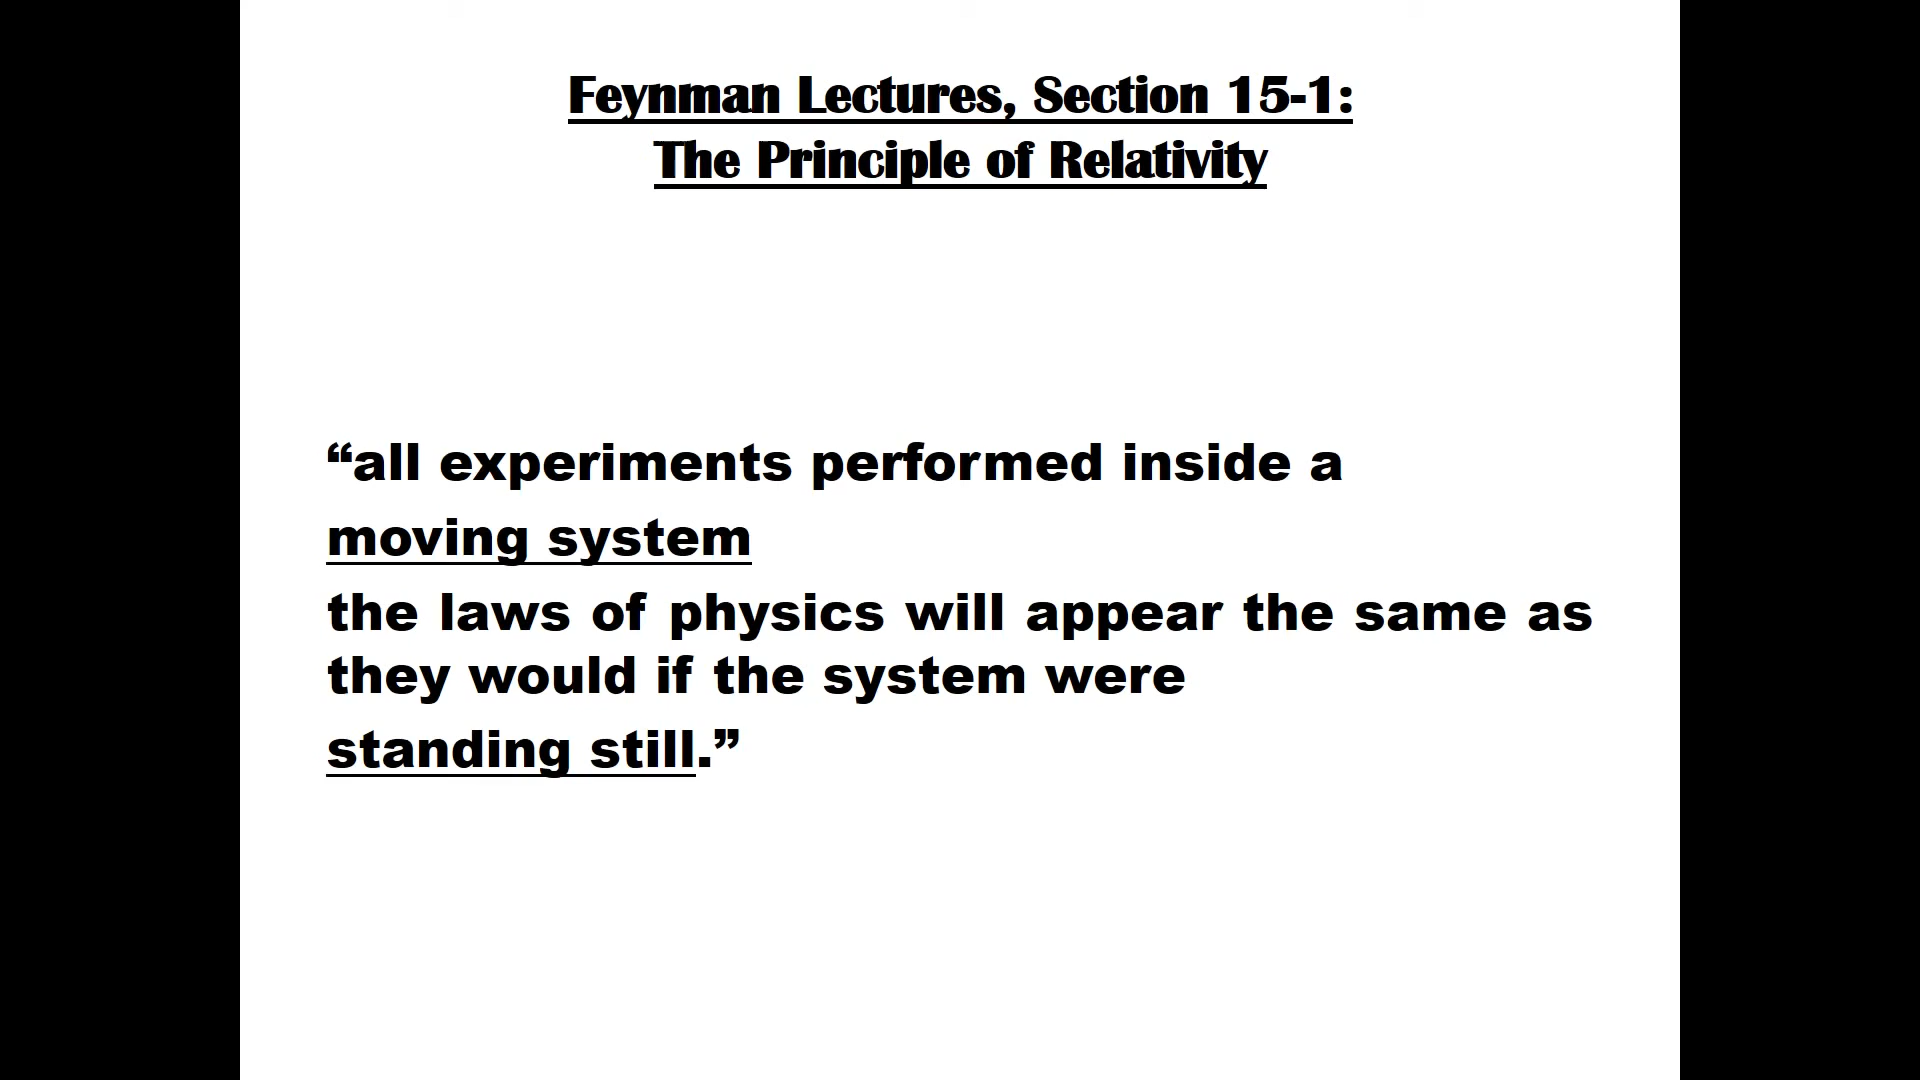 Feynman Lectures, Section 15-1:
The Principle of Relativity
“all experiments performed inside a
moving system
the laws of physics will appear the same as
they would if the system were
standing still.”